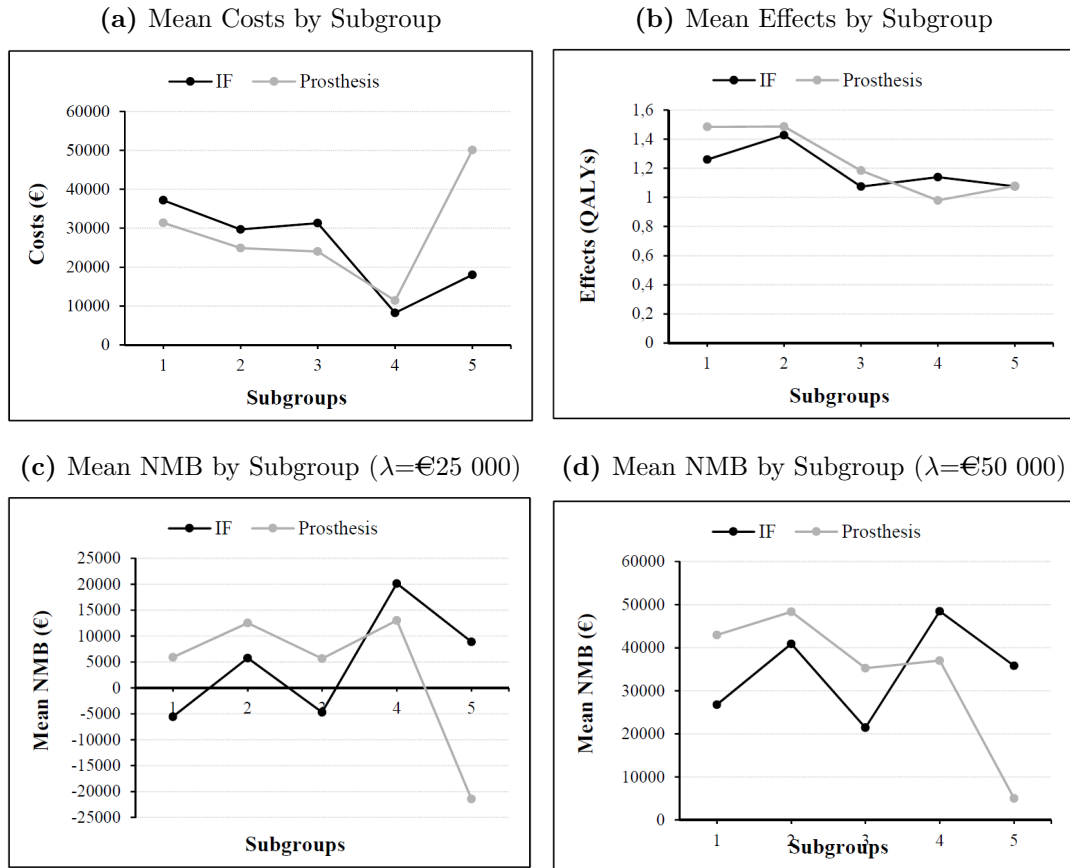 (a) Mean Costs by Subgroup
IF Prosthesis
60000
50000
40000
30000
20000
10000
0
Costs (€)
1 2 3 4 5
Subgroups
(b) Mean Effects by Subgroup
IF Prosthesis
1,6
1,4
1,2
1
0,8
0,6
0,4
0,2
0
Effects (QALYs)
1 2 3 4 5
Subgroups
(c) Mean NMB by Subgroup (λ=€25 000)
IF Prosthesis
25000
20000
15000
10000
5000
0
-5000
-10000
-15000
-20000
-25000
Mean NMB (€)
1 2 3 4 5
Subgroups
(d) Mean NMB by Subgroup (λ=€50 000)
IF Prosthesis
60000
50000
40000
30000
20000
10000
0
Mean NMB (€)
1 2 3 4 5
Subgroups